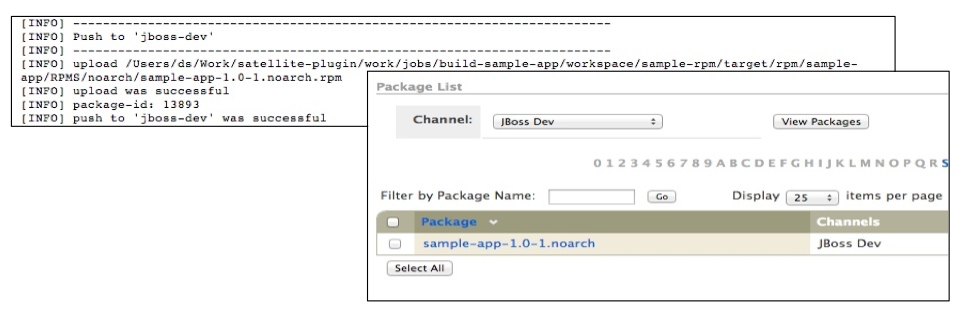 [INFO] ------------------------------------------------------------------------
[INFO] Push to 'jboss-dev'
[INFO] ------------------------------------------------------------------------
[INFO] upload /Users/ds/Work/satellite-plugin/work/jobs/build-sample-app/workspace/sample-rpm/target/rpm/sample-
app/RPMS/noarch/sample-app-1.0-1.noarch.rpm
[INFO] upload was successful
[INFO] package-id: 13893
[INFO] push to 'jboss-dev' was successful
Package List
Channel: JBoss Dev View Packages
0 1 2 3 4 5 6 7 8 9 A B C D E F G H I J K L M N O P Q R S
Filter by Package Name: Go Display 25 items per page
Package Channels
sample-app-1.0-1.noarch JBoss Dev
Select All